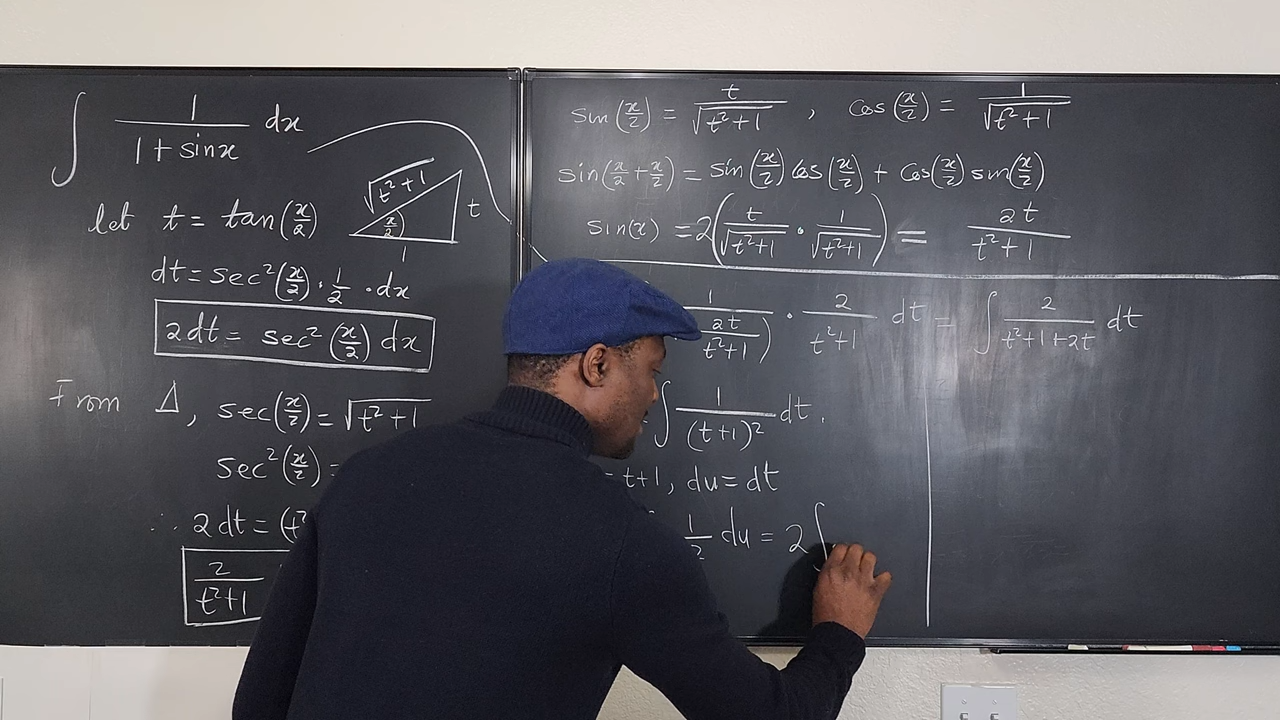 ∫ 1/(1 + sinx) dx
let t = tan(x/2)
√(t²+1)
(x/2)
t
1
dt = sec²(x/2) · 1/2 · dx
2dt = sec²(x/2) dx
From Δ, sec(x/2) = √(t²+1)
sec²(x/2) =
∴ 2dt = (t²
2/(t²+1)
sin(x/2) = t/√(t²+1) , cos(x/2) = 1/√(t²+1)
sin(x/2 + x/2) = sin(x/2) cos(x/2) + cos(x/2) sin(x/2)
sin(x) = 2(t/√(t²+1) · 1/√(t²+1)) = 2t/(t²+1)
1/(2t/(t²+1)) · 2/(t²+1) dt = ∫ 2/(t²+1+2t) dt
∫ 1/(t+1)² dt.
= t+1, du = dt
du = 2∫